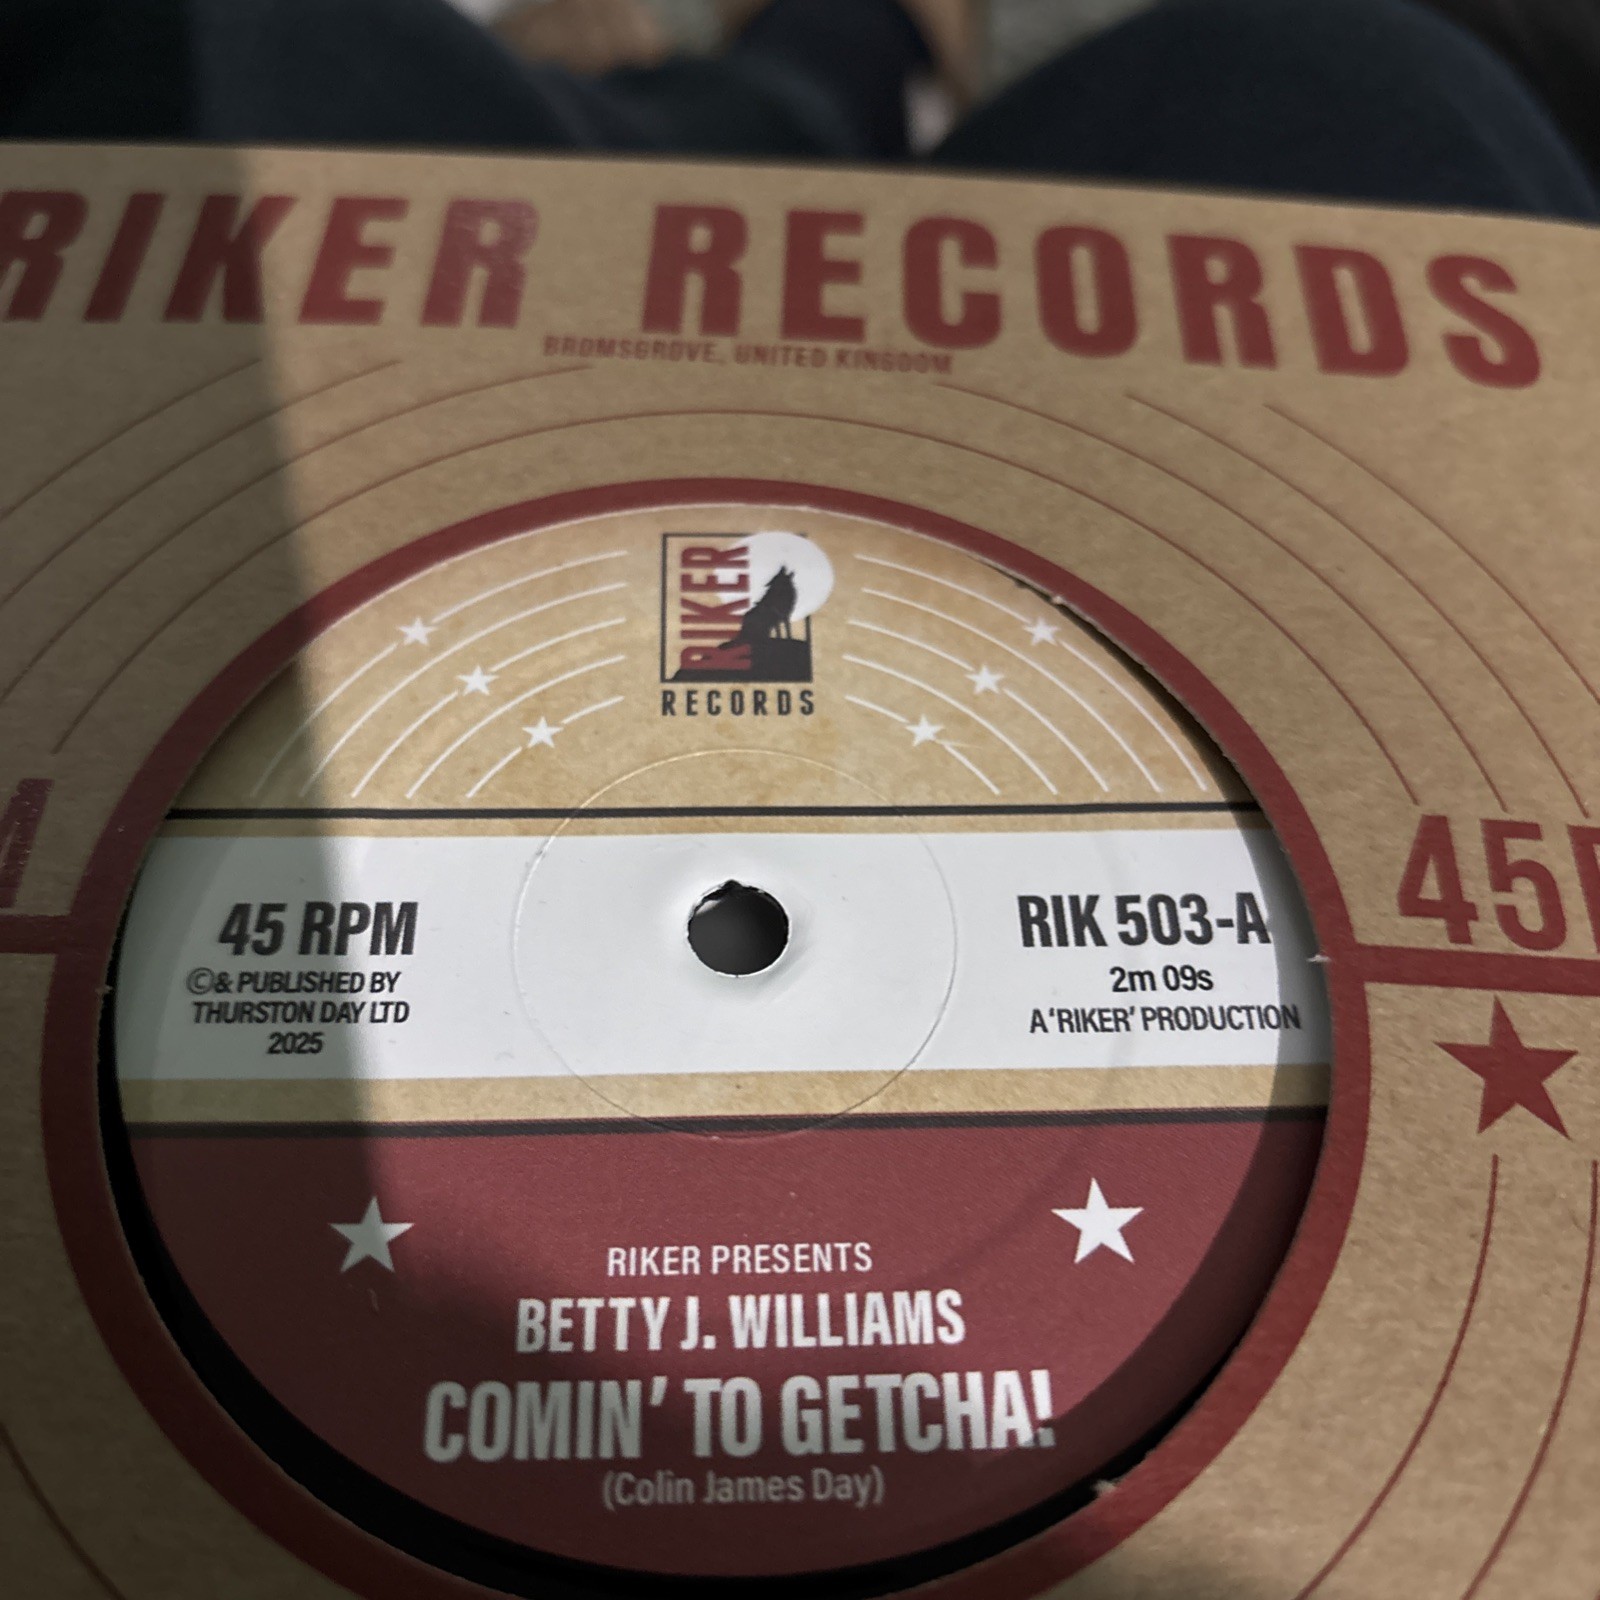 RIKER RECORDS
BROMSGROVE, UNITED KINGDOM
RIKER
RECORDS
45 RPM
©& PUBLISHED BY
THURSTON DAY LTD
2025
RIK 503-A
2m 09s
A 'RIKER' PRODUCTION
45
RIKER PRESENTS
BETTY J. WILLIAMS
COMIN' TO GETCHA!
(Colin James Day)